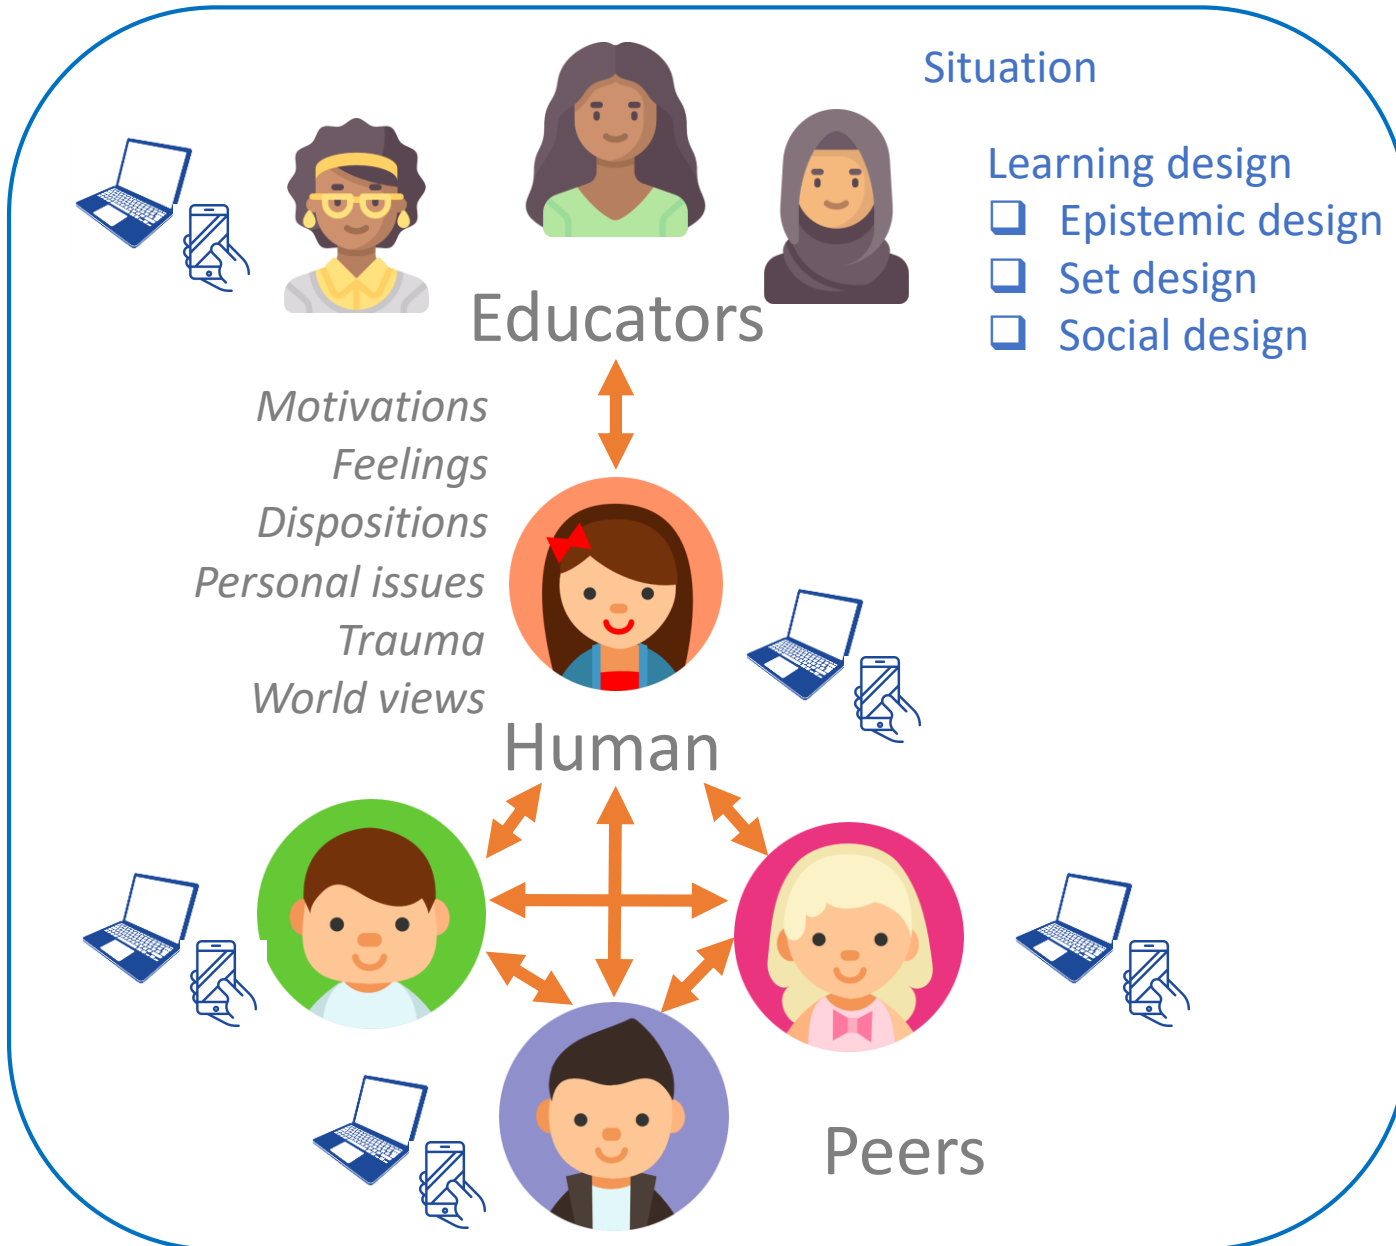 Situation
Learning design
❑ Epistemic design
❑ Set design
❑ Social design
Educators
Motivations
Feelings
Dispositions
Personal issues
Trauma
World views
Human
Peers